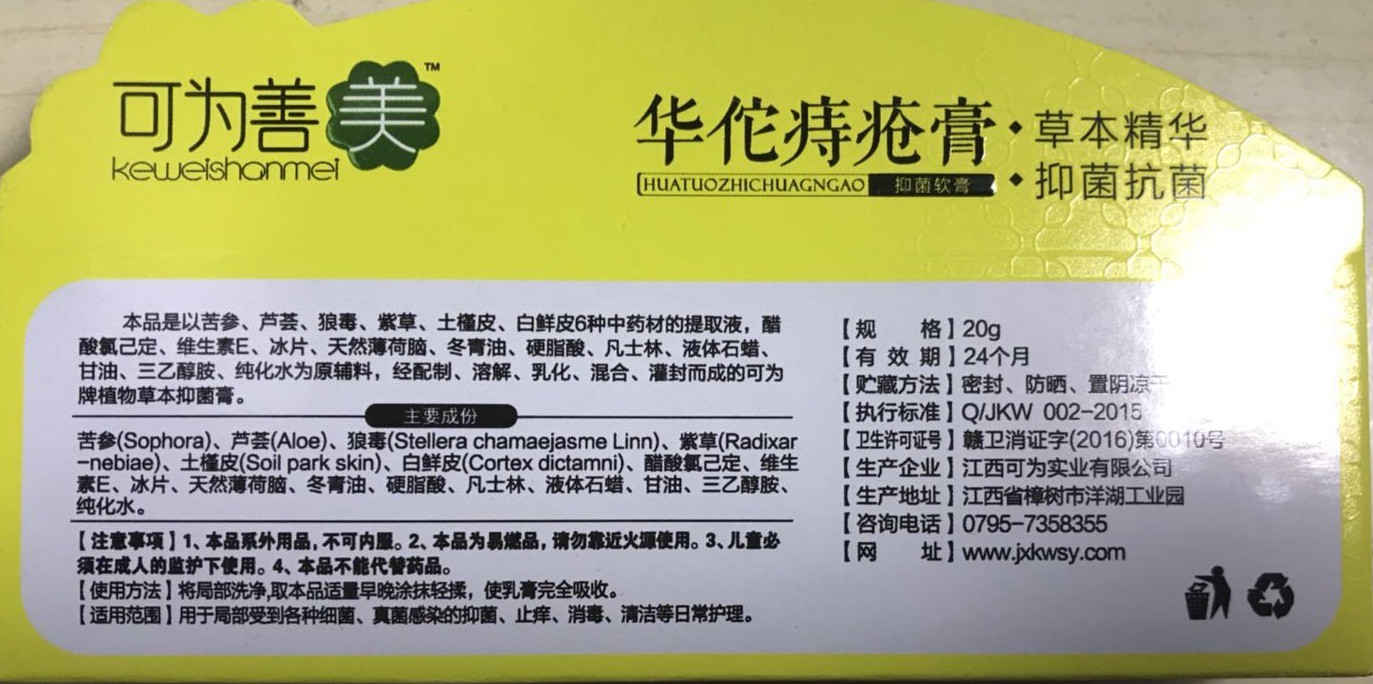 可为善美™
keweishanmei
华佗痔疮膏
HUATUOZHICHUAGNGAO 抑菌软膏
·草本精华
·抑菌抗菌
本品是以苦参、芦荟、狼毒、紫草、土槿皮、白鲜皮6种中药材的提取液，醋
酸氯己定、维生素E、冰片、天然薄荷脑、冬青油、硬脂酸、凡士林、液体石蜡、
甘油、三乙醇胺、纯化水为原辅料，经配制、溶解、乳化、混合、灌封而成的可为
牌植物草本抑菌膏。
主要成份
苦参(Sophora)、芦荟(Aloe)、狼毒(Stellera chamaejasme Linn)、紫草(Radixar
-nebiae)、土槿皮(Soil park skin)、白鲜皮(Cortex dictamni)、醋酸氯己定、维生
素E、冰片、天然薄荷脑、冬青油、硬脂酸、凡士林、液体石蜡、甘油、三乙醇胺、
纯化水。
【注意事项】1、本品系外用品，不可内服。2、本品为易燃品，请勿靠近火源使用。3、儿童必
须在成人的监护下使用。4、本品不能代替药品。
【使用方法】将局部洗净,取本品适量早晚涂抹轻揉，使乳膏完全吸收。
【适用范围】用于局部受到各种细菌、真菌感染的抑菌、止痒、消毒、清洁等日常护理。
【规 格】20g
【有 效 期】24个月
【贮藏方法】密封、防晒、置阴凉干
【执行标准】Q/JKW 002-2015
【卫生许可证号】赣卫消证字(2016)第0010号
【生产企业】江西可为实业有限公司
【生产地址】江西省樟树市洋湖工业园
【咨询电话】0795-7358355
【网 址】www.jxkwsy.com